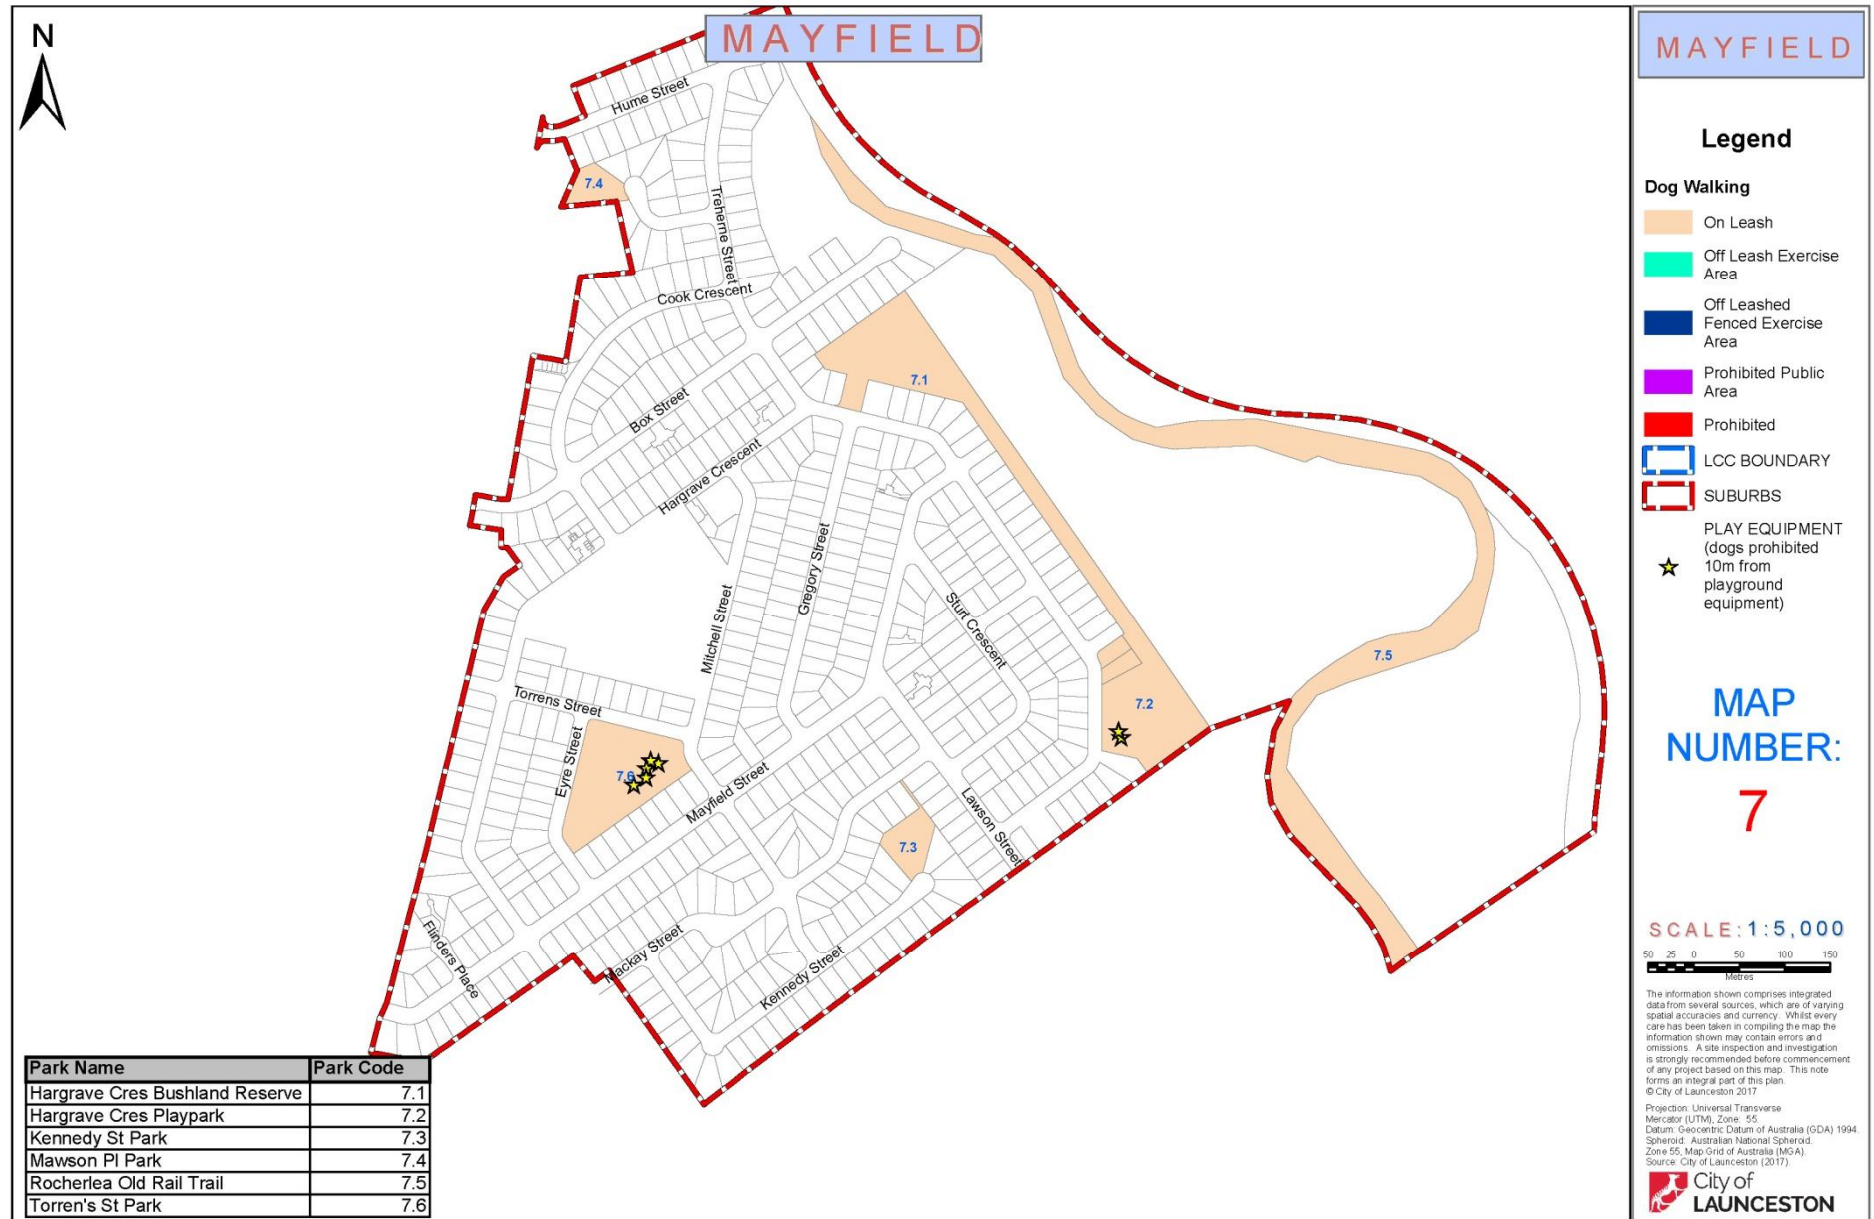 N
MAYFIELD
Hume Street
7.4
Treherne Street
Cook Crescent
7.1
Box Street
Hargrave Crescent
Gregory Street
Mitchell Street
Sturt Crescent
7.5
Torrens Street
7.2
Eyre Street
7.6
Mayfield Street
Lawson Street
7.3
Flinders Place
Mackay Street
Kennedy Street
Park Name Park Code
Hargrave Cres Bushland Reserve 7.1
Hargrave Cres Playpark 7.2
Kennedy St Park 7.3
Mawson Pl Park 7.4
Rocherlea Old Rail Trail 7.5
Torren's St Park 7.6
MAYFIELD
Legend
Dog Walking
On Leash
Off Leash Exercise
Area
Off Leashed
Fenced Exercise
Area
Prohibited Public
Area
Prohibited
LCC BOUNDARY
SUBURBS
PLAY EQUIPMENT
(dogs prohibited
10m from
playground
equipment)
MAP
NUMBER:
7
SCALE: 1:5,000
50 25 0 50 100 150
Metres
The information shown comprises integrated
data from several sources, which are of varying
spatial accuracies and currency. Whilst every
care has been taken in compiling the map the
information shown may contain errors and
omissions. A site inspection and investigation
is strongly recommended before commencement
of any project based on this map. This note
forms an integral part of this plan.
© City of Launceston 2017
Projection: Universal Transverse
Mercator (UTM), Zone: 55.
Datum: Geocentric Datum of Australia (GDA) 1994.
Spheroid: Australian National Spheroid.
Zone 55, Map Grid of Australia (MGA).
Source: City of Launceston (2017).
City of
LAUNCESTON